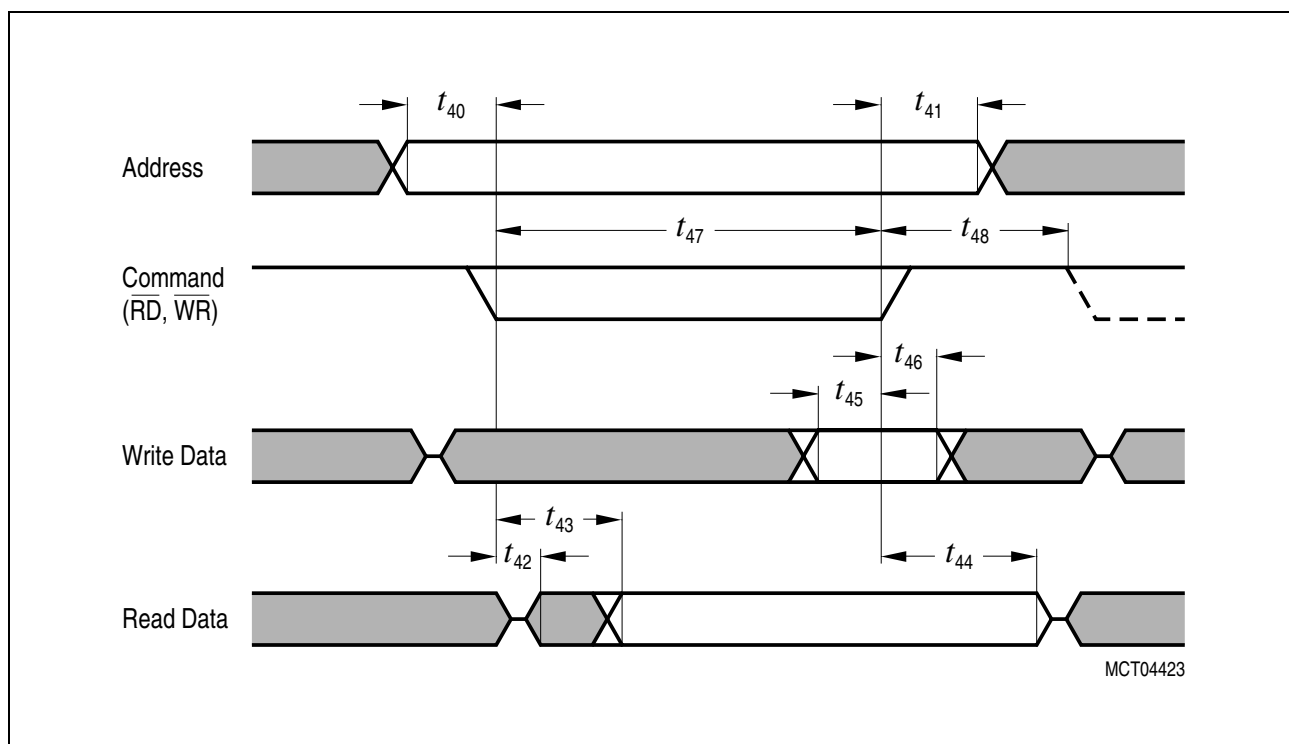 t40
t41
Address
t47
t48
Command
(RD, WR)
t46
t45
Write Data
t43
t42
t44
Read Data
MCT04423